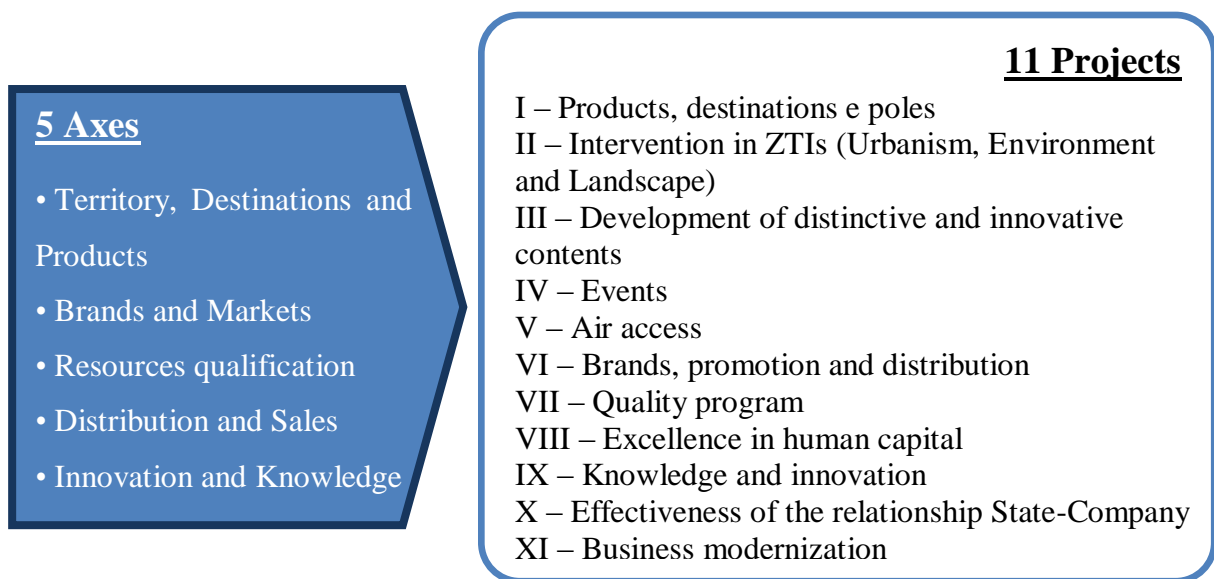 5 Axes
• Territory, Destinations and
Products
• Brands and Markets
• Resources qualification
• Distribution and Sales
• Innovation and Knowledge
11 Projects
I – Products, destinations e poles
II – Intervention in ZTIs (Urbanism, Environment
and Landscape)
III – Development of distinctive and innovative
contents
IV – Events
V – Air access
VI – Brands, promotion and distribution
VII – Quality program
VIII – Excellence in human capital
IX – Knowledge and innovation
X – Effectiveness of the relationship State-Company
XI – Business modernization